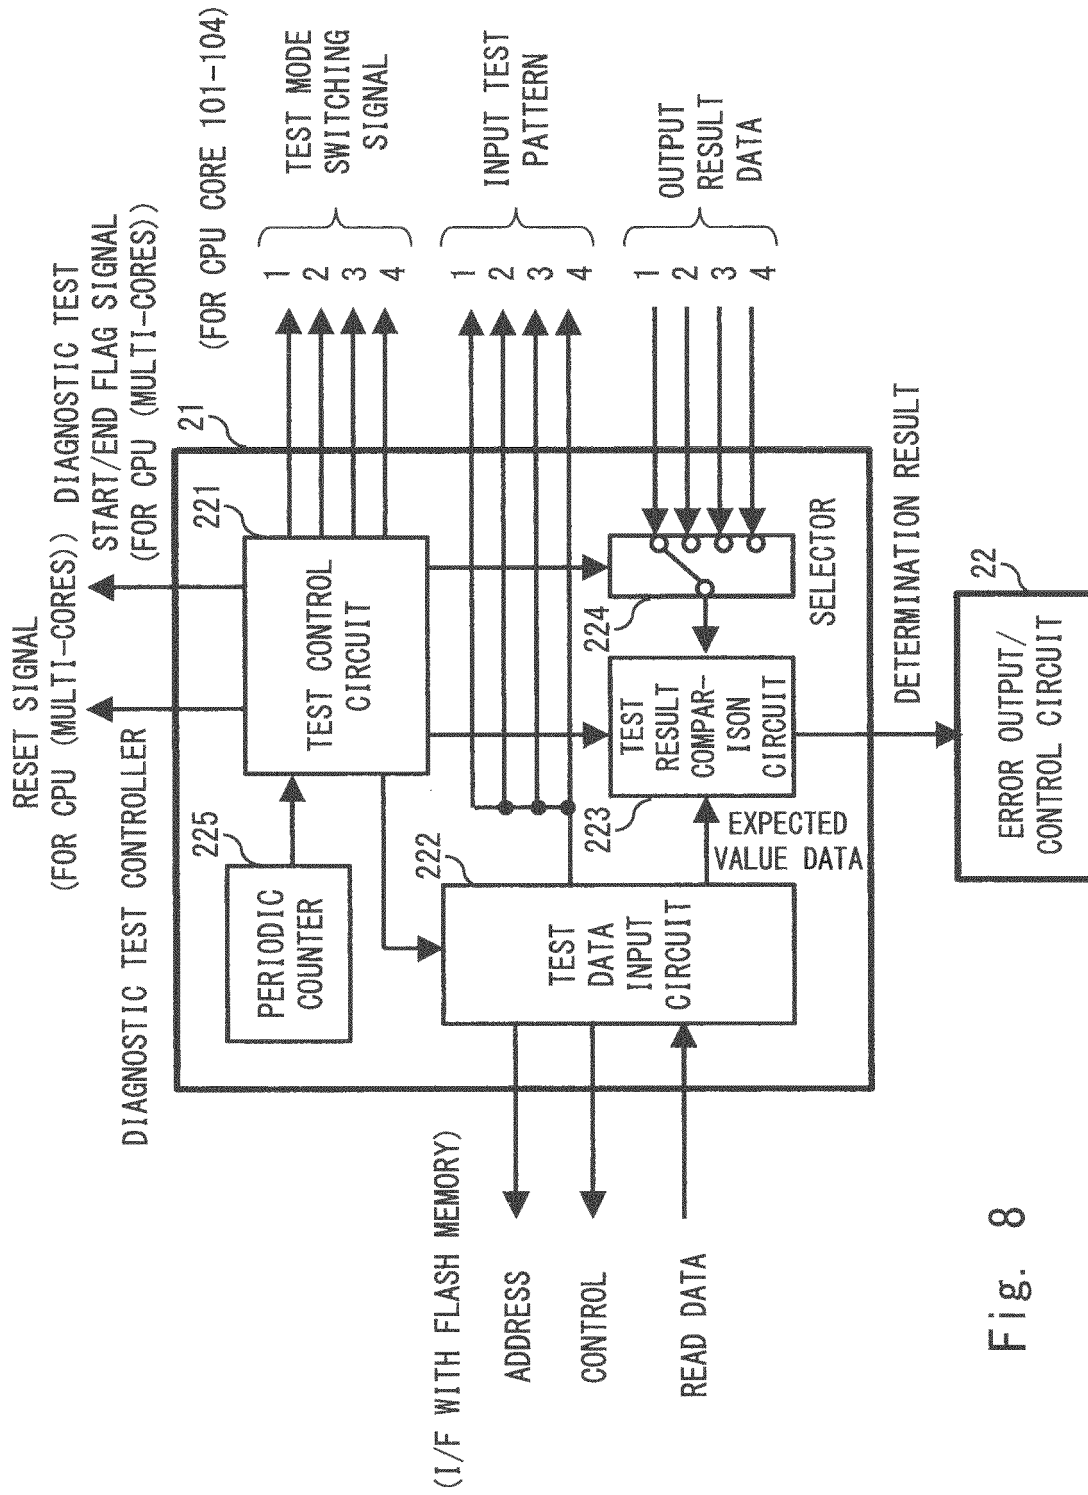 RESET SIGNAL
(FOR CPU (MULTI-CORES))
DIAGNOSTIC TEST
START/END FLAG SIGNAL
(FOR CPU (MULTI-CORES))
(FOR CPU CORE 101-104)
DIAGNOSTIC TEST CONTROLLER
21
225
PERIODIC
COUNTER
221
TEST CONTROL
CIRCUIT
1
2
3
4
TEST MODE
SWITCHING
SIGNAL
(I/F WITH FLASH MEMORY)
ADDRESS
CONTROL
READ DATA
222
TEST
DATA
INPUT
CIRCUIT
1
2
3
4
INPUT TEST
PATTERN
223
TEST
RESULT
COMPAR-
ISON
CIRCUIT
EXPECTED
VALUE DATA
224
SELECTOR
1
2
3
4
OUTPUT
RESULT
DATA
DETERMINATION RESULT
22
ERROR OUTPUT/
CONTROL CIRCUIT
Fig. 8